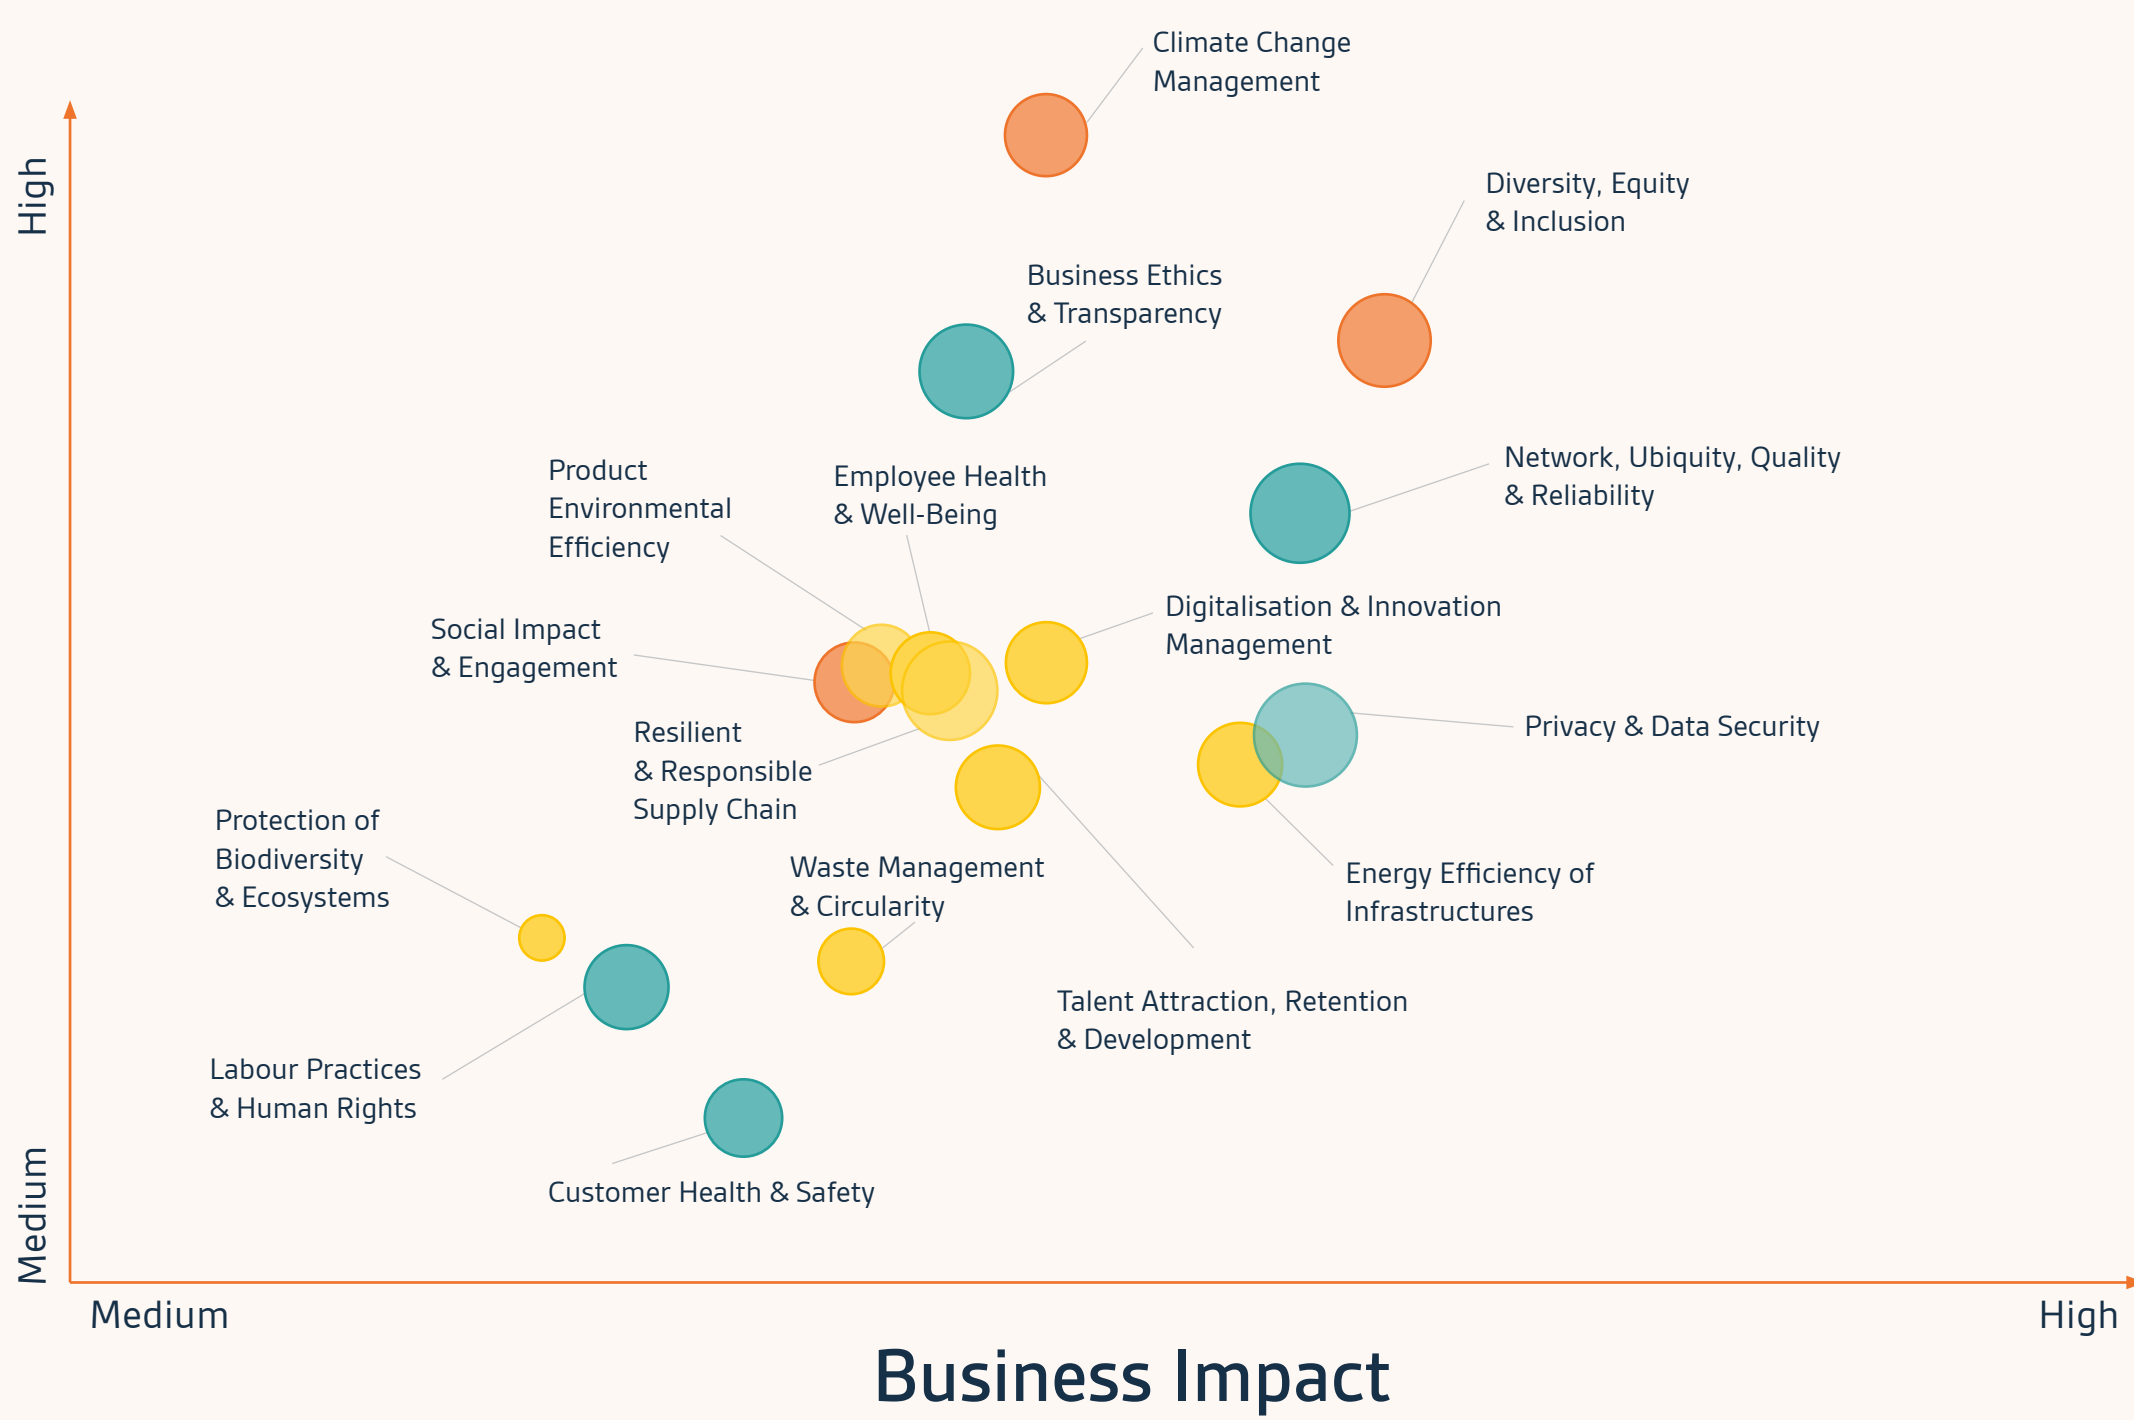 Climate Change
Management
High
Diversity, Equity
& Inclusion
Business Ethics
& Transparency
Network, Ubiquity, Quality
& Reliability
Product
Environmental
Efficiency
Employee Health
& Well-Being
Digitalisation & Innovation
Management
Social Impact
& Engagement
Resilient
& Responsible
Supply Chain
Privacy & Data Security
Protection of
Biodiversity
& Ecosystems
Waste Management
& Circularity
Energy Efficiency of
Infrastructures
Talent Attraction, Retention
& Development
Labour Practices
& Human Rights
Customer Health & Safety
Medium
Medium
High
Business Impact